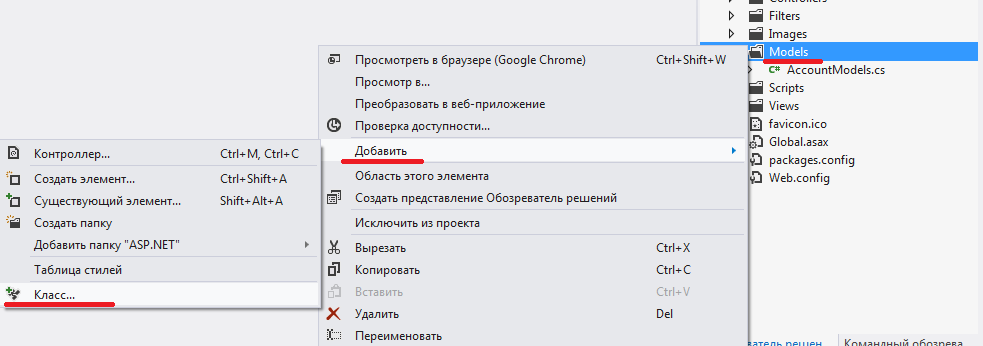 Filters
Images
Models
AccountModels.cs
Scripts
Views
favicon.ico
Global.asax
packages.config
Web.config
Просмотреть в браузере (Google Chrome) Ctrl+Shift+W
Просмотр в...
Преобразовать в веб-приложение
Проверка доступности...
Добавить
Область этого элемента
Создать представление Обозреватель решений
Исключить из проекта
Вырезать Ctrl+X
Копировать Ctrl+C
Вставить Ctrl+V
Удалить Del
Переименовать
Контроллер... Ctrl+M, Ctrl+C
Создать элемент... Ctrl+Shift+A
Существующий элемент... Shift+Alt+A
Создать папку
Добавить папку "ASP.NET"
Таблица стилей
Класс...
Командный обозрева